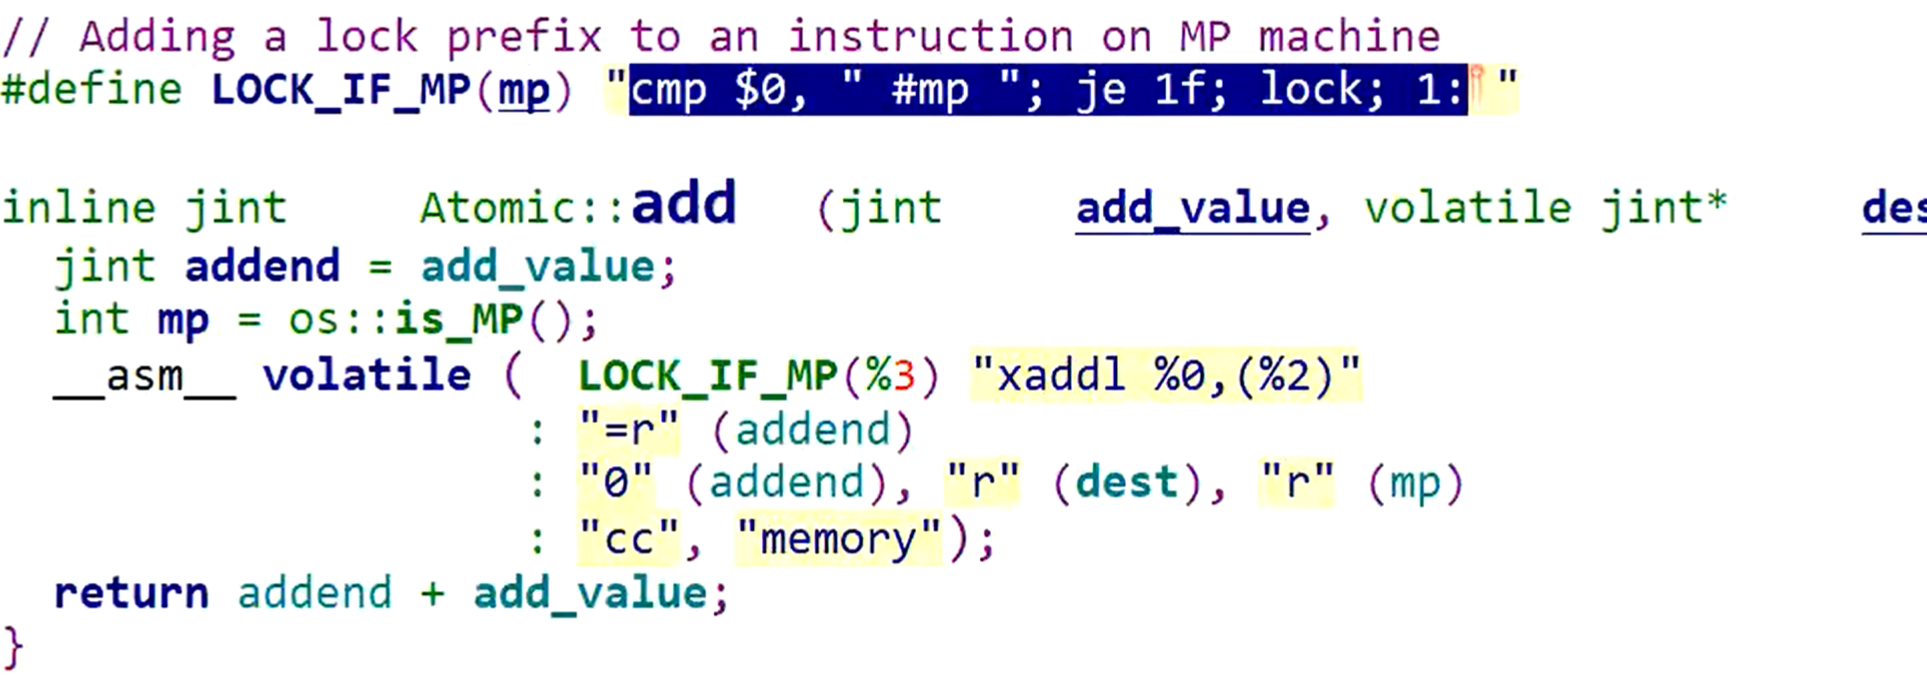 // Adding a lock prefix to an instruction on MP machine
#define LOCK_IF_MP(mp) "cmp $0, " #mp "; je 1f; lock; 1: "
inline jint Atomic::add (jint add_value, volatile jint* des
jint addend = add_value;
int mp = os::is_MP();
__asm__ volatile ( LOCK_IF_MP(%3) "xaddl %0,(%2)"
: "=r" (addend)
: "0" (addend), "r" (dest), "r" (mp)
: "cc", "memory");
return addend + add_value;
}